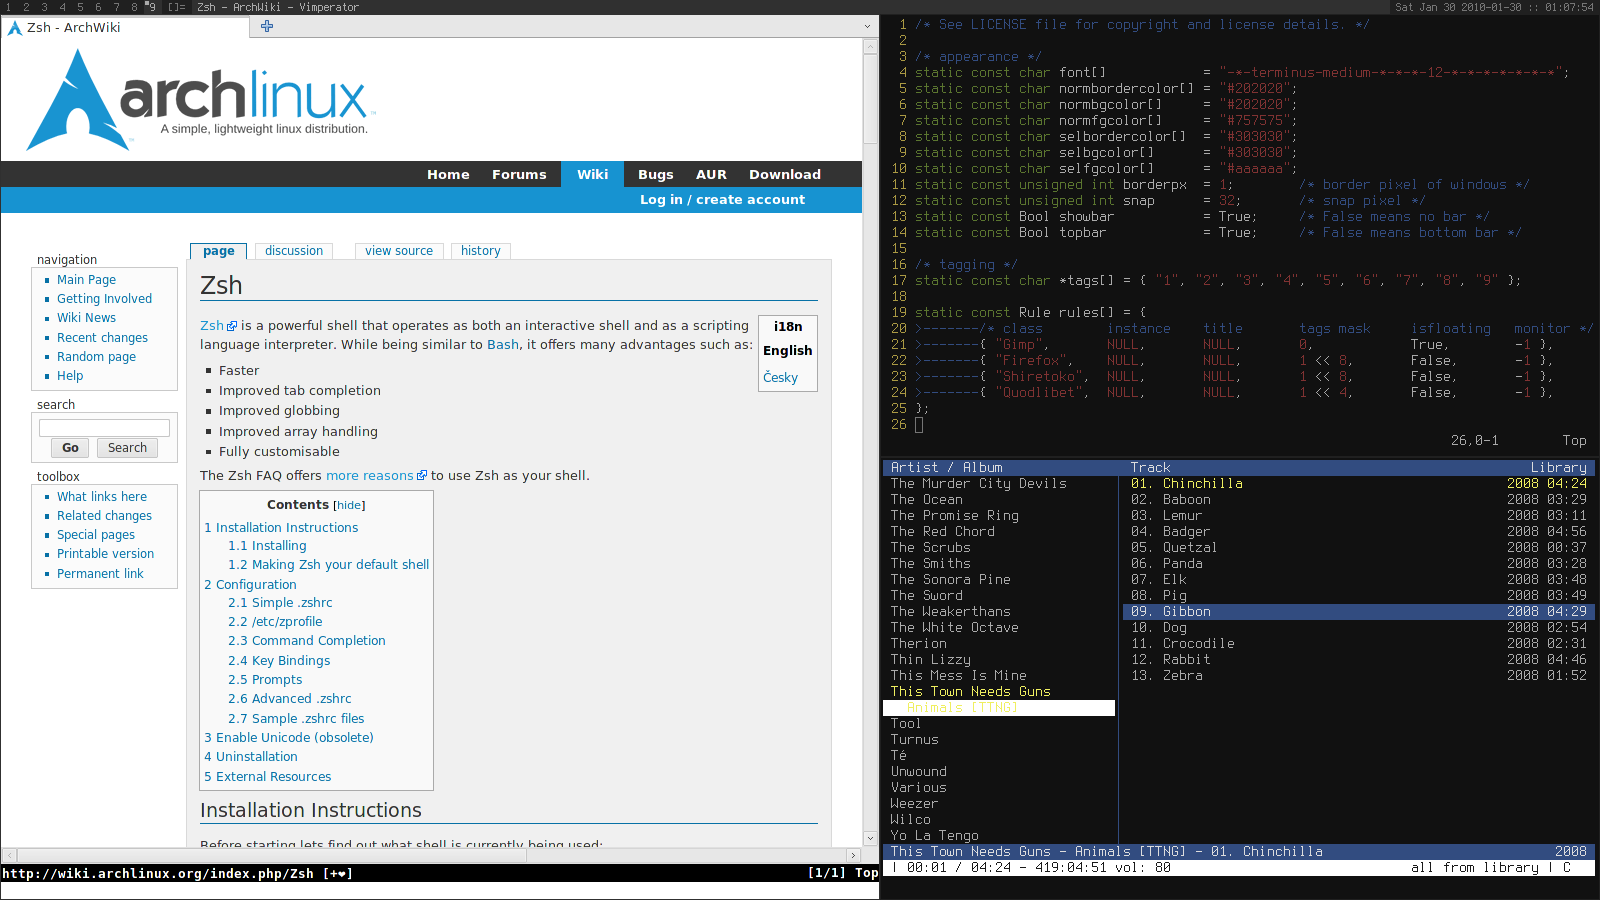 1 2 3 4 5 6 7 8 9 []= Zsh - ArchWiki - Vimperator
Sat Jan 30 2010-01-30 :: 01:07:54
Zsh - ArchWiki
archlinux
A simple, lightweight linux distribution.
Home Forums Wiki Bugs AUR Download
Log in / create account
navigation
Main Page
Getting Involved
Wiki News
Recent changes
Random page
Help
search
Go Search
toolbox
What links here
Related changes
Special pages
Printable version
Permanent link
page discussion view source history
Zsh
Zsh is a powerful shell that operates as both an interactive shell and as a scripting
language interpreter. While being similar to Bash, it offers many advantages such as:
i18n
English
Česky
Faster
Improved tab completion
Improved globbing
Improved array handling
Fully customisable
The Zsh FAQ offers more reasons to use Zsh as your shell.
Contents [hide]
1 Installation Instructions
1.1 Installing
1.2 Making Zsh your default shell
2 Configuration
2.1 Simple .zshrc
2.2 /etc/zprofile
2.3 Command Completion
2.4 Key Bindings
2.5 Prompts
2.6 Advanced .zshrc
2.7 Sample .zshrc files
3 Enable Unicode (obsolete)
4 Uninstallation
5 External Resources
Installation Instructions
Before starting lets find out what shell is currently being used:
http://wiki.archlinux.org/index.php/Zsh [+❤] [1/1] Top
1 /* See LICENSE file for copyright and license details. */
2
3 /* appearance */
4 static const char font[] = "-*-terminus-medium-*-*-*-12-*-*-*-*-*-*-*";
5 static const char normbordercolor[] = "#202020";
6 static const char normbgcolor[] = "#202020";
7 static const char normfgcolor[] = "#757575";
8 static const char selbordercolor[] = "#303030";
9 static const char selbgcolor[] = "#303030";
10 static const char selfgcolor[] = "#aaaaaa";
11 static const unsigned int borderpx = 1; /* border pixel of windows */
12 static const unsigned int snap = 32; /* snap pixel */
13 static const Bool showbar = True; /* False means no bar */
14 static const Bool topbar = True; /* False means bottom bar */
15
16 /* tagging */
17 static const char *tags[] = { "1", "2", "3", "4", "5", "6", "7", "8", "9" };
18
19 static const Rule rules[] = {
20 >-------/* class instance title tags mask isfloating monitor */
21 >-------{ "Gimp", NULL, NULL, 0, True, -1 },
22 >-------{ "Firefox", NULL, NULL, 1 << 8, False, -1 },
23 >-------{ "Shiretoko", NULL, NULL, 1 << 8, False, -1 },
24 >-------{ "Quodlibet", NULL, NULL, 1 << 4, False, -1 },
25 };
26
26,0-1 Top
Artist / Album Track Library
The Murder City Devils
The Ocean
The Promise Ring
The Red Chord
The Scrubs
The Smiths
The Sonora Pine
The Sword
The Weakerthans
The White Octave
Therion
Thin Lizzy
This Mess Is Mine
This Town Needs Guns
Animals [TTNG]
Tool
Turnus
Té
Unwound
Various
Weezer
Wilco
Yo La Tengo
01. Chinchilla 2008 04:24
02. Baboon 2008 03:29
03. Lemur 2008 03:11
04. Badger 2008 04:56
05. Quetzal 2008 00:37
06. Panda 2008 03:28
07. Elk 2008 03:48
08. Pig 2008 03:49
09. Gibbon 2008 04:29
10. Dog 2008 02:54
11. Crocodile 2008 02:31
12. Rabbit 2008 04:46
13. Zebra 2008 01:52
This Town Needs Guns - Animals [TTNG] - 01. Chinchilla 2008
| 00:01 / 04:24 - 419:04:51 vol: 80 all from library | C